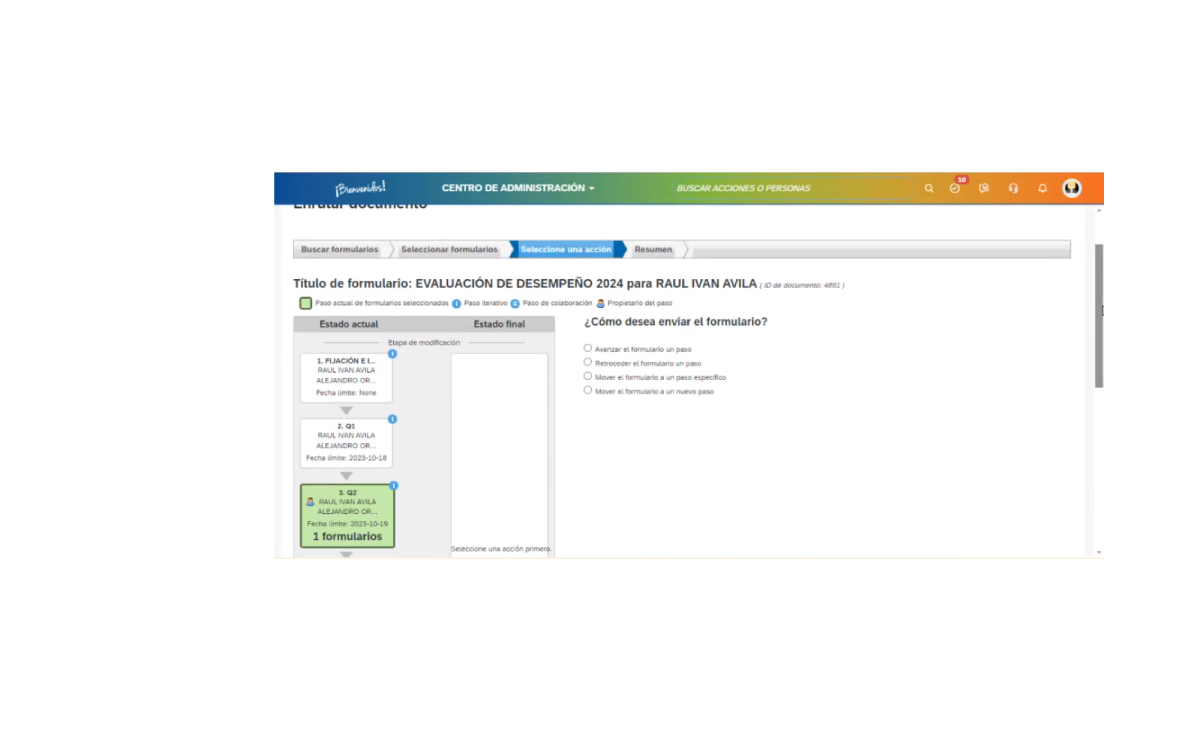 ¡Bienvenidos!
CENTRO DE ADMINISTRACIÓN
BUSCAR ACCIONES O PERSONAS
10
Enrutar documento
Buscar formularios
Seleccionar formularios
Seleccione una acción
Resumen
Título de formulario: EVALUACIÓN DE DESEMPEÑO 2024 para RAUL IVAN AVILA ( ID de documento: 4891 )
Paso actual de formularios seleccionados
Paso iterativo
Paso de colaboración
Propietario del paso
Estado actual
Estado final
Etapa de modificación
1. FIJACIÓN E I...
RAUL IVAN AVILA
ALEJANDRO OR...
Fecha límite: None
2. Q1
RAUL IVAN AVILA
ALEJANDRO OR...
Fecha límite: 2023-10-18
3. Q2
RAUL IVAN AVILA
ALEJANDRO OR...
Fecha límite: 2023-10-19
1 formularios
Seleccione una acción primero.
¿Cómo desea enviar el formulario?
Avanzar el formulario un paso
Retroceder el formulario un paso
Mover el formulario a un paso específico
Mover el formulario a un nuevo paso